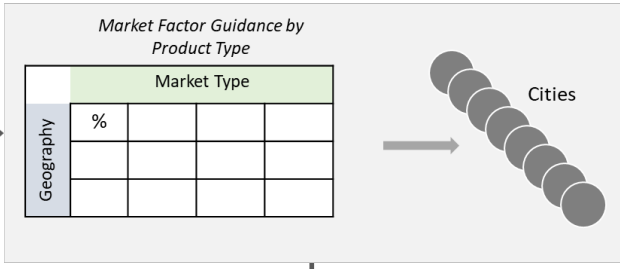 Market Factor Guidance by
Product Type
Market Type
Geography
%
Cities